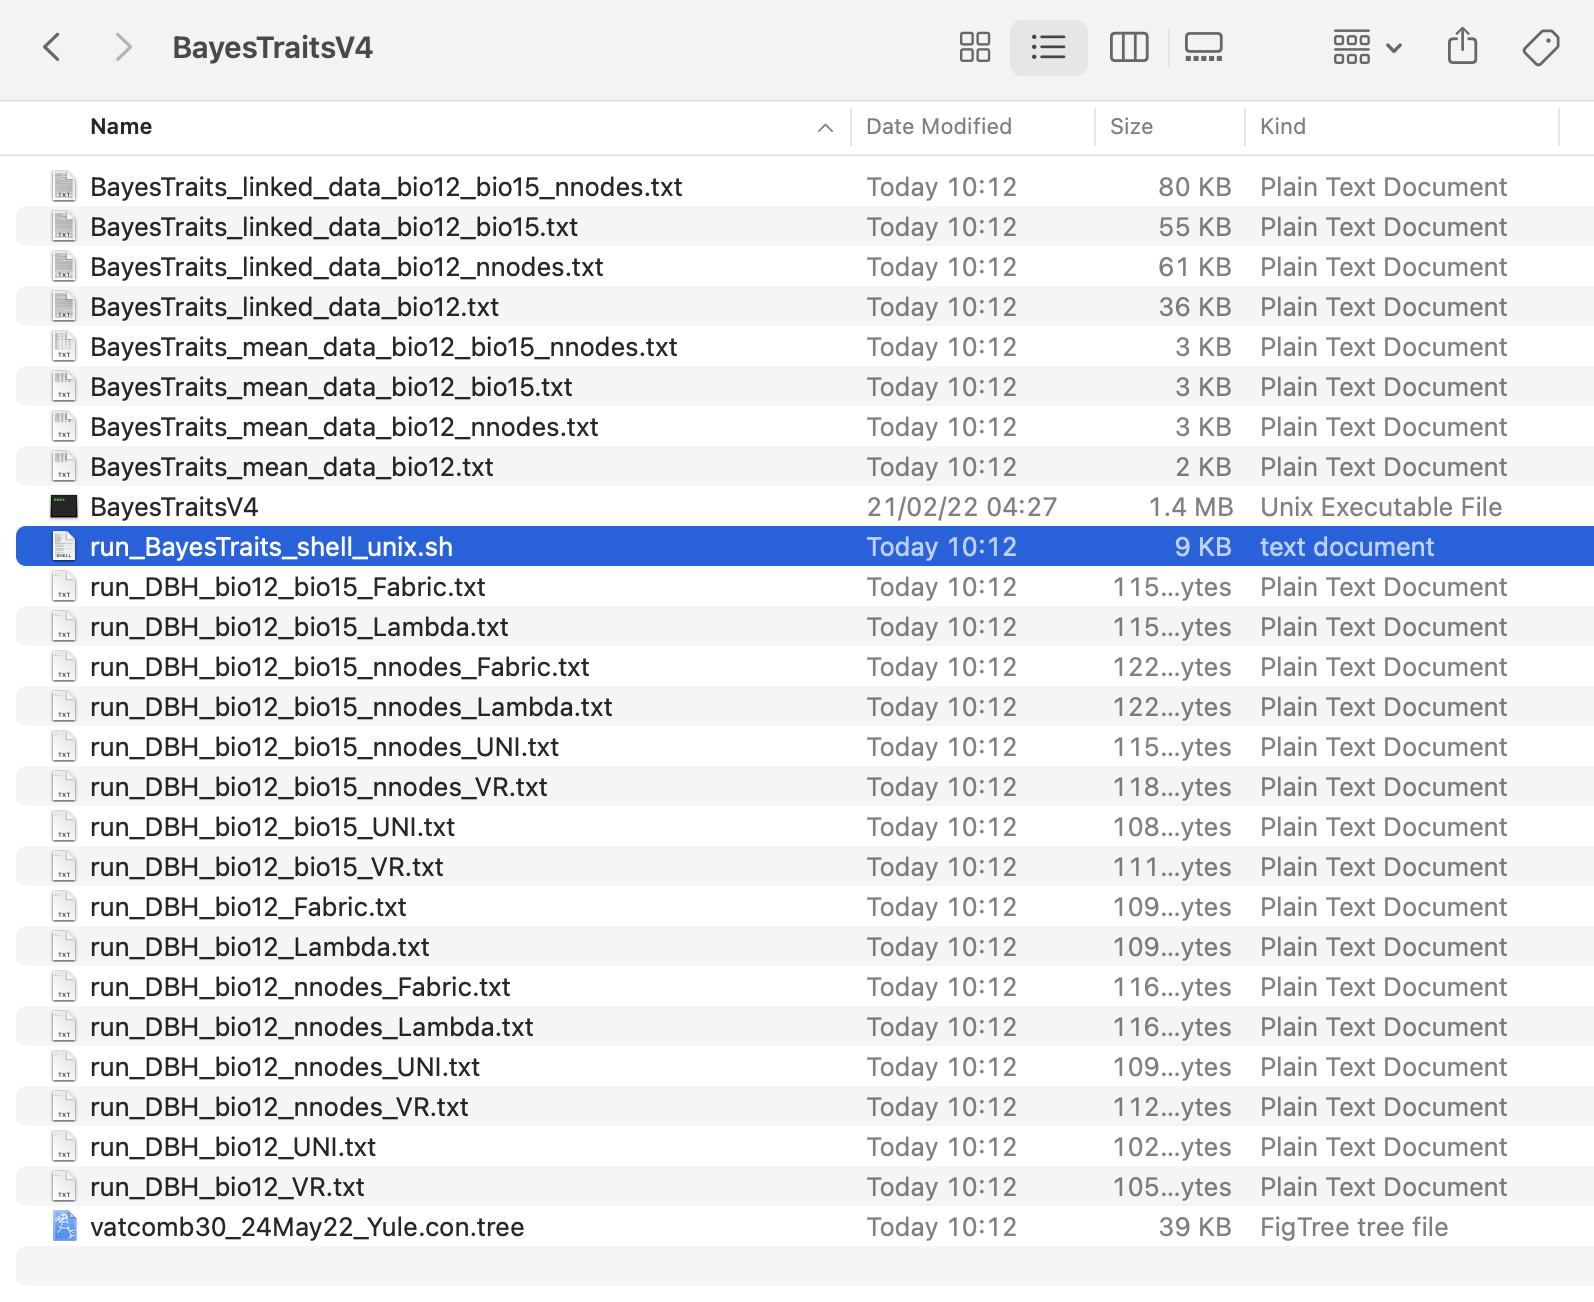 BayesTraitsV4
Name Date Modified Size Kind
BayesTraits_linked_data_bio12_bio15_nnodes.txt Today 10:12 80 KB Plain Text Document
BayesTraits_linked_data_bio12_bio15.txt Today 10:12 55 KB Plain Text Document
BayesTraits_linked_data_bio12_nnodes.txt Today 10:12 61 KB Plain Text Document
BayesTraits_linked_data_bio12.txt Today 10:12 36 KB Plain Text Document
BayesTraits_mean_data_bio12_bio15_nnodes.txt Today 10:12 3 KB Plain Text Document
BayesTraits_mean_data_bio12_bio15.txt Today 10:12 3 KB Plain Text Document
BayesTraits_mean_data_bio12_nnodes.txt Today 10:12 3 KB Plain Text Document
BayesTraits_mean_data_bio12.txt Today 10:12 2 KB Plain Text Document
BayesTraitsV4 21/02/22 04:27 1.4 MB Unix Executable File
run_BayesTraits_shell_unix.sh Today 10:12 9 KB text document
run_DBH_bio12_bio15_Fabric.txt Today 10:12 115...ytes Plain Text Document
run_DBH_bio12_bio15_Lambda.txt Today 10:12 115...ytes Plain Text Document
run_DBH_bio12_bio15_nnodes_Fabric.txt Today 10:12 122...ytes Plain Text Document
run_DBH_bio12_bio15_nnodes_Lambda.txt Today 10:12 122...ytes Plain Text Document
run_DBH_bio12_bio15_nnodes_UNI.txt Today 10:12 115...ytes Plain Text Document
run_DBH_bio12_bio15_nnodes_VR.txt Today 10:12 118...ytes Plain Text Document
run_DBH_bio12_bio15_UNI.txt Today 10:12 108...ytes Plain Text Document
run_DBH_bio12_bio15_VR.txt Today 10:12 111...ytes Plain Text Document
run_DBH_bio12_Fabric.txt Today 10:12 109...ytes Plain Text Document
run_DBH_bio12_Lambda.txt Today 10:12 109...ytes Plain Text Document
run_DBH_bio12_nnodes_Fabric.txt Today 10:12 116...ytes Plain Text Document
run_DBH_bio12_nnodes_Lambda.txt Today 10:12 116...ytes Plain Text Document
run_DBH_bio12_nnodes_UNI.txt Today 10:12 109...ytes Plain Text Document
run_DBH_bio12_nnodes_VR.txt Today 10:12 112...ytes Plain Text Document
run_DBH_bio12_UNI.txt Today 10:12 102...ytes Plain Text Document
run_DBH_bio12_VR.txt Today 10:12 105...ytes Plain Text Document
vatcomb30_24May22_Yule.con.tree Today 10:12 39 KB FigTree tree file